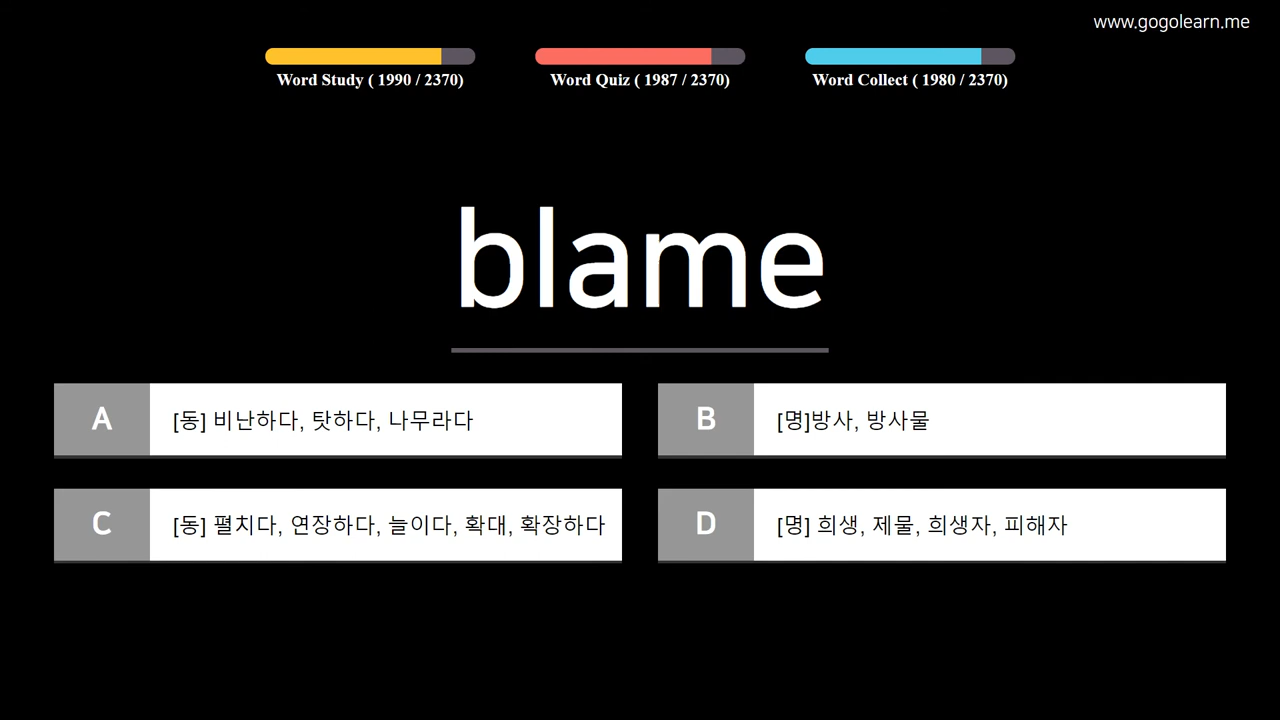 www.gogolearn.me
Word Study ( 1990 / 2370)
Word Quiz ( 1987 / 2370)
Word Collect ( 1980 / 2370)
blame
A [동] 비난하다, 탓하다, 나무라다
B [명]방사, 방사물
C [동] 펼치다, 연장하다, 늘이다, 확대, 확장하다
D [명] 희생, 제물, 희생자, 피해자